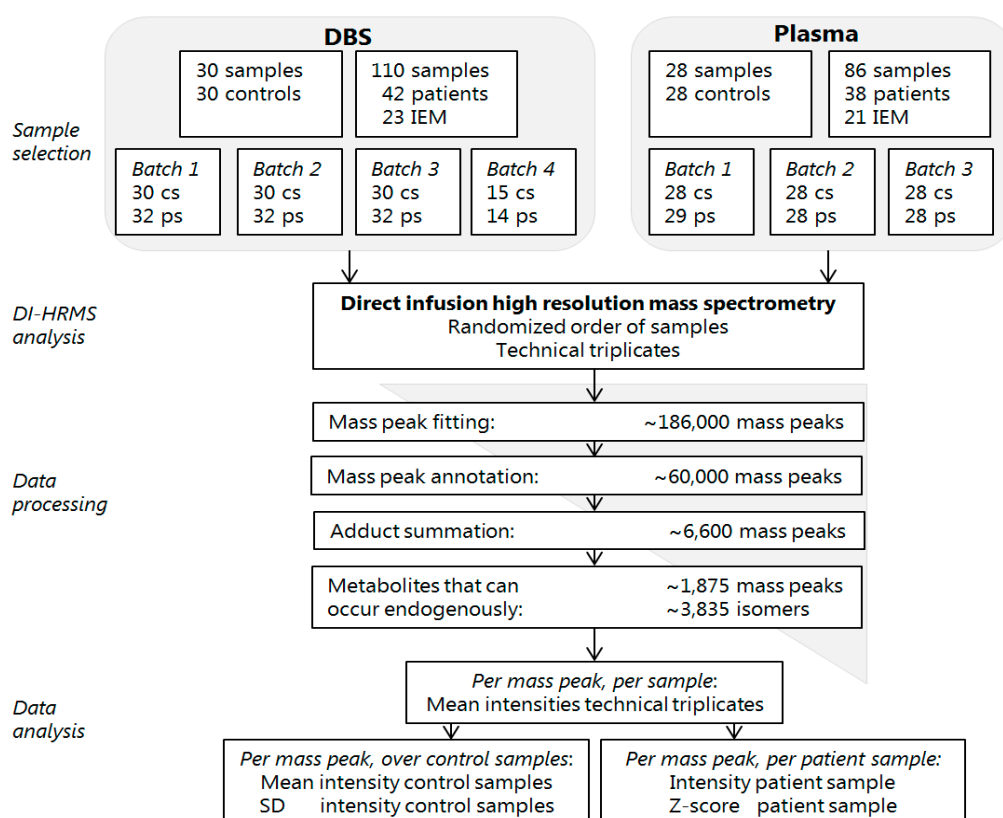 DBS
30 samples
30 controls
110 samples
42 patients
23 IEM
Plasma
28 samples
28 controls
86 samples
38 patients
21 IEM
Sample
selection
Batch 1
30 cs
32 ps
Batch 2
30 cs
32 ps
Batch 3
30 cs
32 ps
Batch 4
15 cs
14 ps
Batch 1
28 cs
29 ps
Batch 2
28 cs
28 ps
Batch 3
28 cs
28 ps
DI-HRMS
analysis
Direct infusion high resolution mass spectrometry
Randomized order of samples
Technical triplicates
Data
processing
Mass peak fitting: ~186,000 mass peaks
Mass peak annotation: ~60,000 mass peaks
Adduct summation: ~6,600 mass peaks
Metabolites that can ~1,875 mass peaks
occur endogenously: ~3,835 isomers
Data
analysis
Per mass peak, per sample:
Mean intensities technical triplicates
Per mass peak, over control samples:
Mean intensity control samples
SD intensity control samples
Per mass peak, per patient sample:
Intensity patient sample
Z-score patient sample